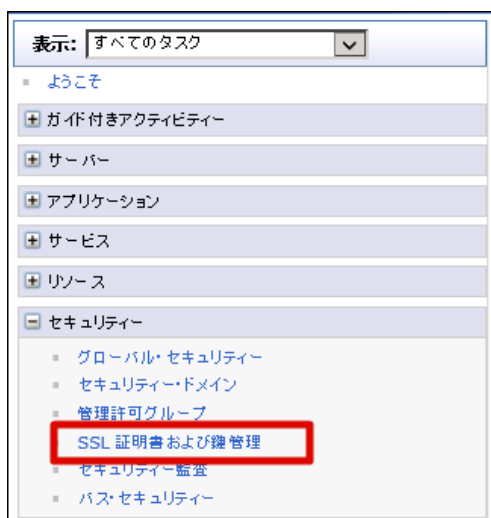 表示: すべてのタスク
ようこそ
ガイド付きアクティビティー
サーバー
アプリケーション
サービス
リソース
セキュリティー
グローバル・セキュリティー
セキュリティー・ドメイン
管理許可グループ
SSL 証明書および鍵管理
セキュリティー監査
バス・セキュリティー